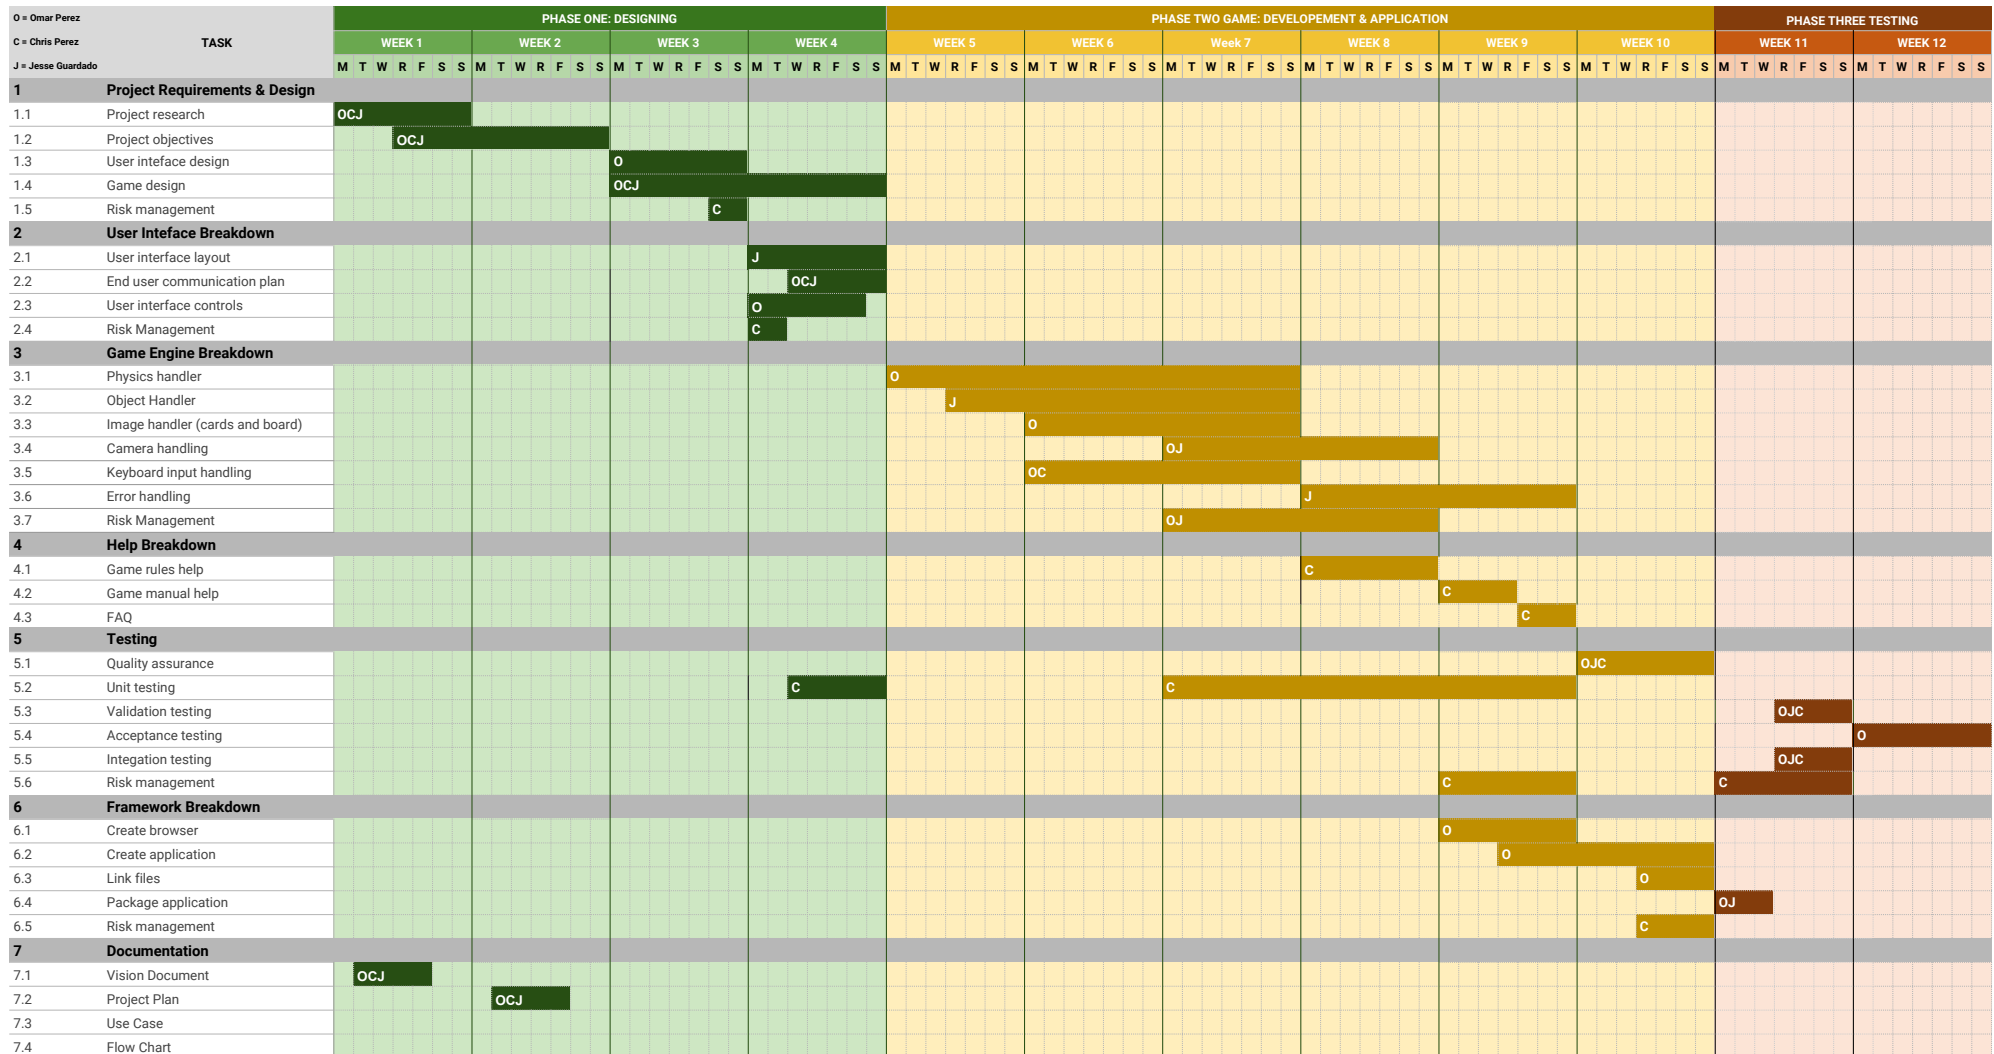 O = Omar Perez
PHASE ONE: DESIGNING
PHASE TWO GAME: DEVELOPEMENT & APPLICATION
PHASE THREE TESTING
C = Chris Perez
TASK
WEEK 1
WEEK 2
WEEK 3
WEEK 4
WEEK 5
WEEK 6
Week 7
WEEK 8
WEEK 9
WEEK 10
WEEK 11
WEEK 12
J = Jesse Guardado
M T W R F S S M T W R F S S M T W R F S S M T W R F S S M T W R F S S M T W R F S S M T W R F S S M T W R F S S M T W R F S S M T W R F S S M T W R F S S M T W R F S S
1 Project Requirements & Design
1.1 Project research OCJ
1.2 Project objectives OCJ
1.3 User inteface design O
1.4 Game design OCJ
1.5 Risk management C
2 User Inteface Breakdown
2.1 User interface layout J
2.2 End user communication plan OCJ
2.3 User interface controls O
2.4 Risk Management C
3 Game Engine Breakdown
3.1 Physics handler O
3.2 Object Handler J
3.3 Image handler (cards and board) O
3.4 Camera handling OJ
3.5 Keyboard input handling OC
3.6 Error handling J
3.7 Risk Management OJ
4 Help Breakdown
4.1 Game rules help C
4.2 Game manual help C
4.3 FAQ C
5 Testing
5.1 Quality assurance OJC
5.2 Unit testing C C
5.3 Validation testing OJC
5.4 Acceptance testing O
5.5 Integation testing OJC
5.6 Risk management C C
6 Framework Breakdown
6.1 Create browser O
6.2 Create application O
6.3 Link files O
6.4 Package application OJ
6.5 Risk management C
7 Documentation
7.1 Vision Document OCJ
7.2 Project Plan OCJ
7.3 Use Case
7.4 Flow Chart